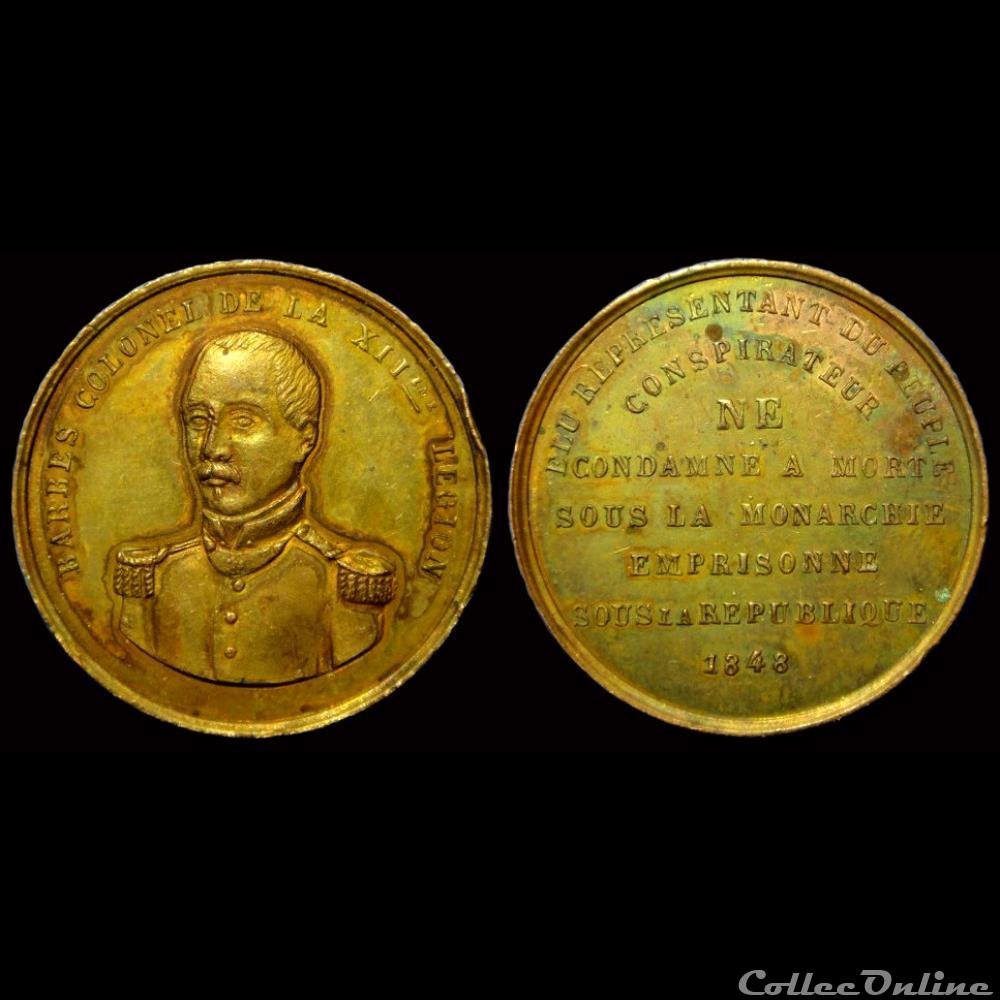 BARBES COLONEL DE LA XIIme LEGION
ELU REPRESENTANT DU PEUPLE
CONSPIRATEUR
NE
CONDAMNE A MORT
SOUS LA MONARCHIE
EMPRISONNE
SOUS LA REPUBLIQUE
1848
CollecOnline